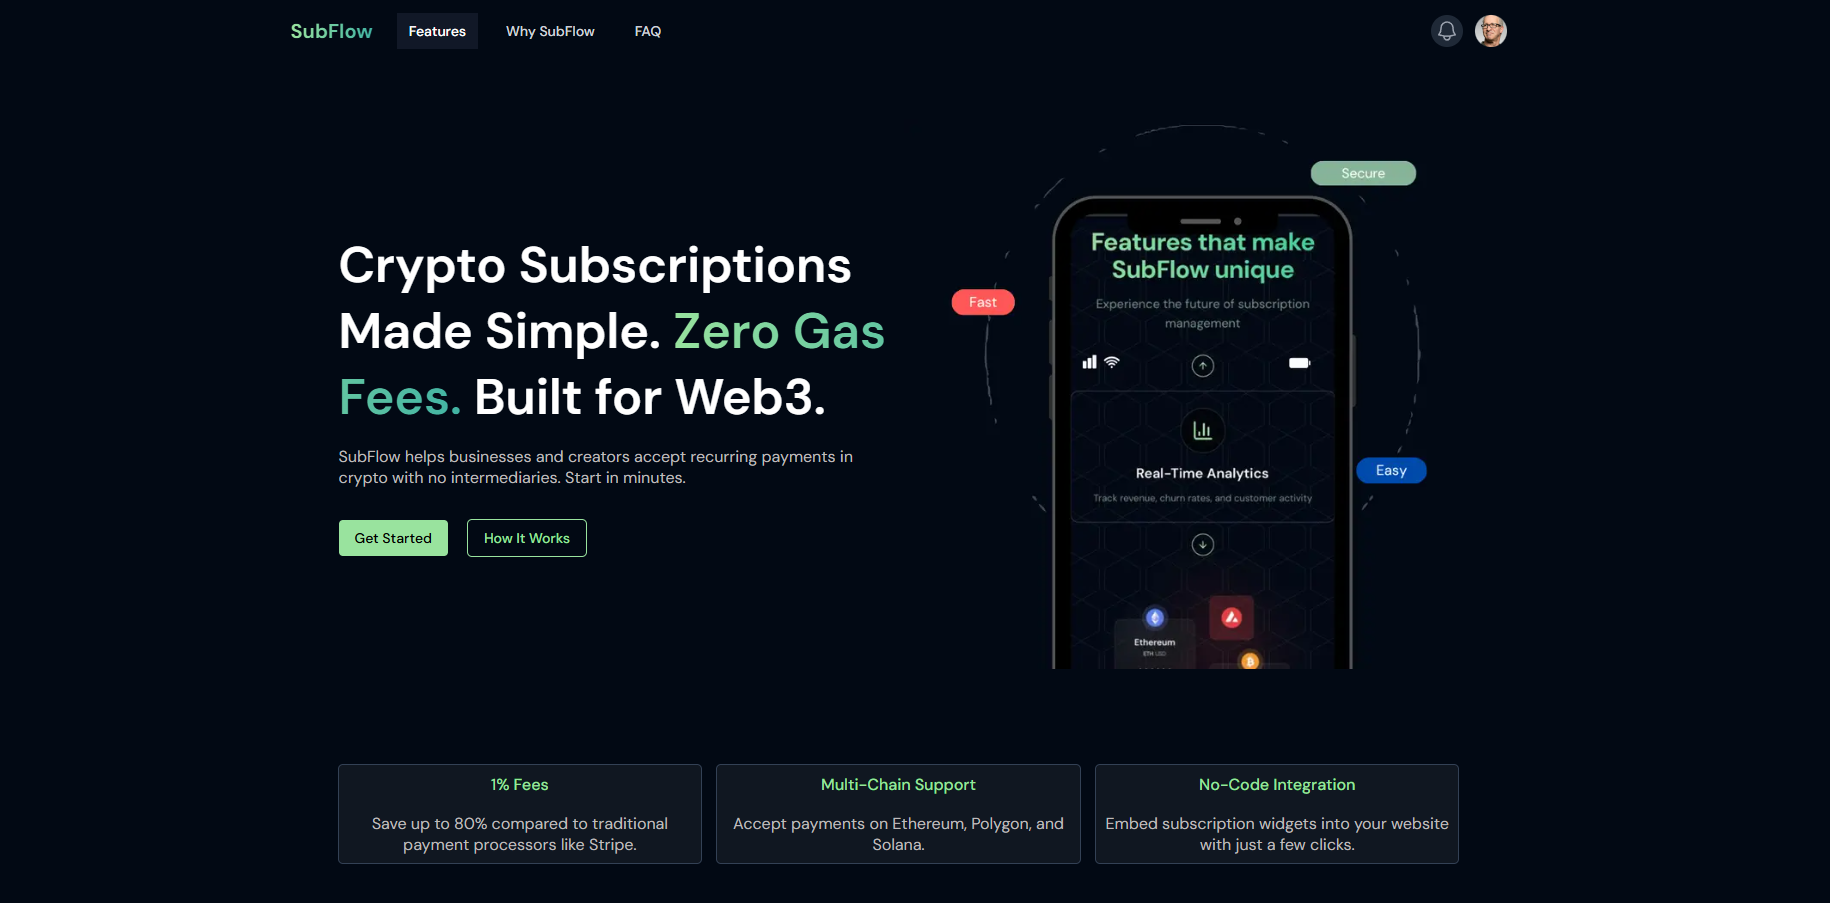 SubFlow
Features
Why SubFlow
FAQ
Crypto Subscriptions
Made Simple. Zero Gas
Fees. Built for Web3.
SubFlow helps businesses and creators accept recurring payments in
crypto with no intermediaries. Start in minutes.
Get Started
How It Works
Secure
Fast
Easy
Features that make
SubFlow unique
Experience the future of subscription
management
Real-Time Analytics
Track revenue, churn rates, and customer activity
Ethereum
ETH USD
1% Fees
Save up to 80% compared to traditional
payment processors like Stripe.
Multi-Chain Support
Accept payments on Ethereum, Polygon, and
Solana.
No-Code Integration
Embed subscription widgets into your website
with just a few clicks.